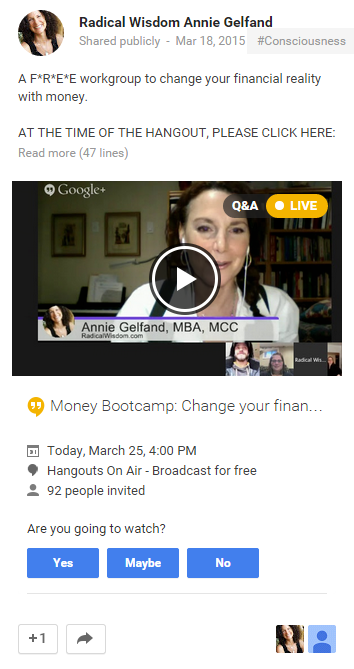 Radical Wisdom Annie Gelfand
Shared publicly - Mar 18, 2015 #Consciousness
A F*R*E*E workgroup to change your financial reality
with money.
AT THE TIME OF THE HANGOUT, PLEASE CLICK HERE:
Read more (47 lines)
Google+
Q&A LIVE
Annie Gelfand, MBA, MCC
RadicalWisdom.com
Radical Wis...
Money Bootcamp: Change your finan...
31
Today, March 25, 4:00 PM
Hangouts On Air - Broadcast for free
92 people invited
Are you going to watch?
Yes Maybe No
+1